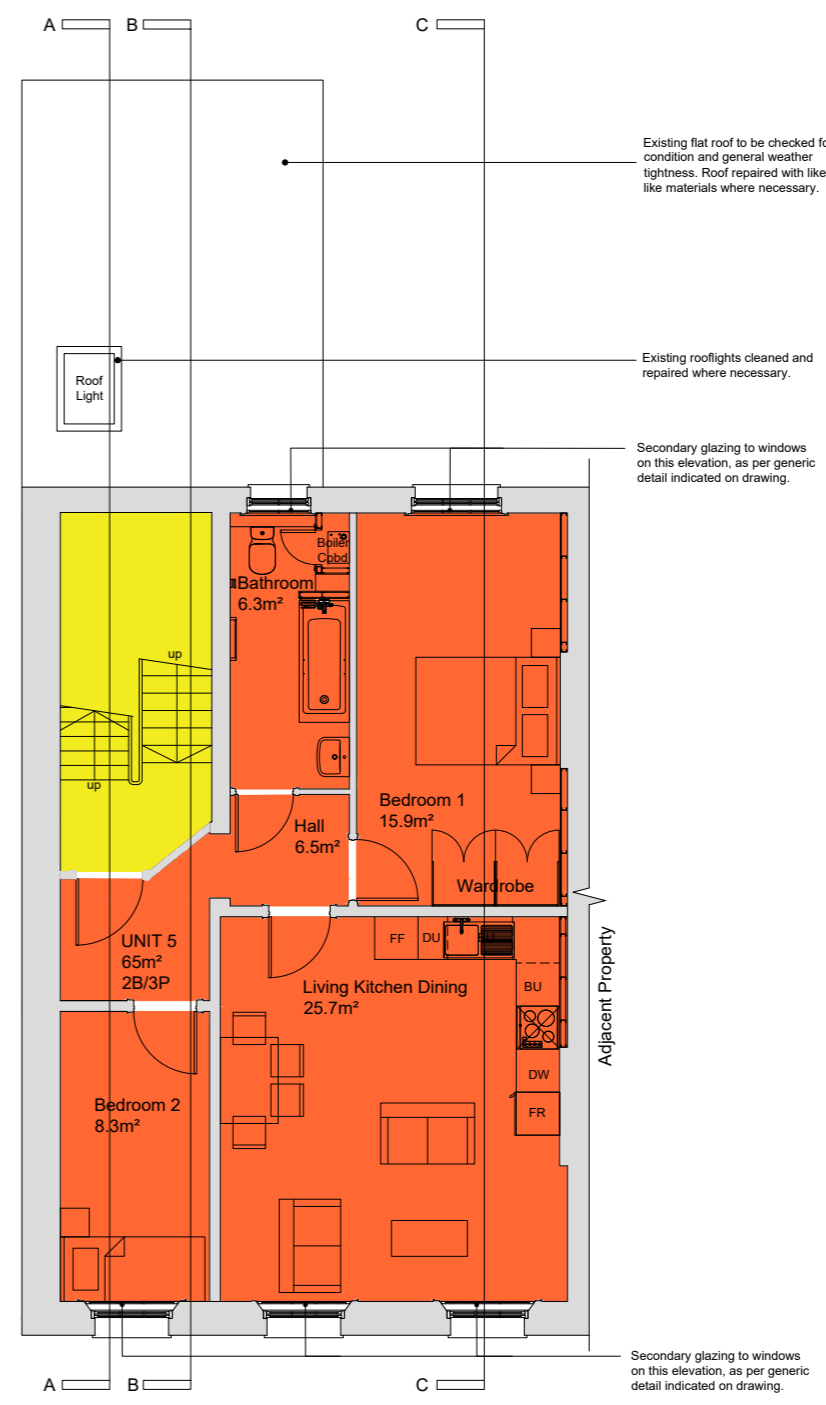 A
B
C
Existing flat roof to be checked fo
condition and general weather
tightness. Roof repaired with like
like materials where necessary.
Existing rooflights cleaned and
repaired where necessary.
Roof
Light
Secondary glazing to windows
on this elevation, as per generic
detail indicated on drawing.
Boiler
Cobd
Bathroom
6.3m²
up
up
Bedroom 1
15.9m²
Hall
6.5m²
Wardrobe
UNIT 5
65m²
2B/3P
FF
DU
Living Kitchen Dining
25.7m²
BU
DW
FR
Adjacent Property
Bedroom 2
8.3m²
Secondary glazing to windows
on this elevation, as per generic
detail indicated on drawing.
A
B
C